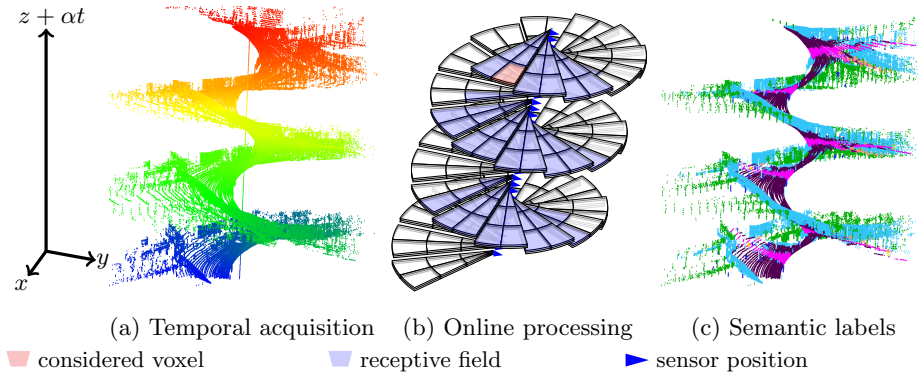 z + αt
y
x
(a) Temporal acquisition (b) Online processing (c) Semantic labels
considered voxel receptive field sensor position